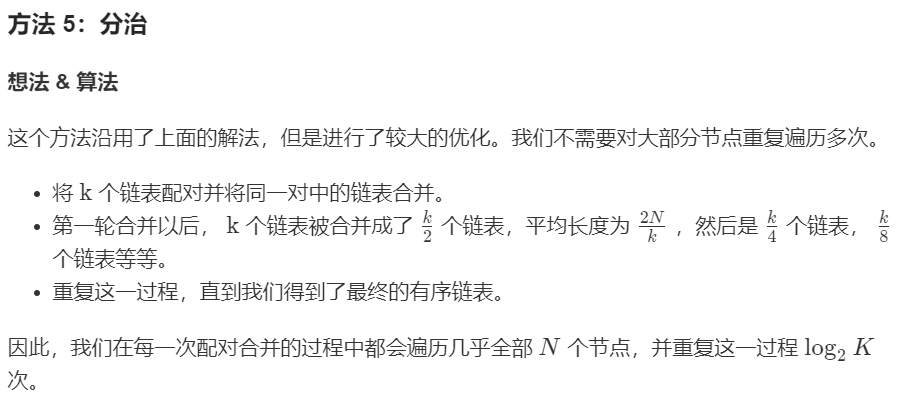 方法 5：分治
想法 & 算法
这个方法沿用了上面的解法，但是进行了较大的优化。我们不需要对大部分节点重复遍历多次。
• 将 k 个链表配对并将同一对中的链表合并。
• 第一轮合并以后， k 个链表被合并成了 \frac{k}{2} 个链表，平均长度为 \frac{2N}{k} ，然后是 \frac{k}{4} 个链表， \frac{k}{8}
个链表等等。
• 重复这一过程，直到我们得到了最终的有序链表。
因此，我们在每一次配对合并的过程中都会遍历几乎全部 N 个节点，并重复这一过程 \log_2 K
次。